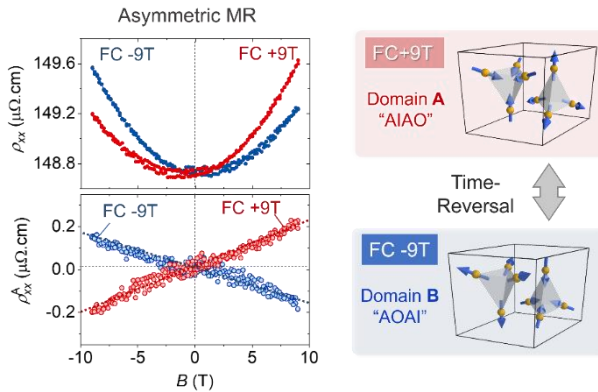 Asymmetric MR
FC -9T
FC +9T
149.6
149.2
148.8
ρxx (μΩ.cm)
FC -9T
FC +9T
0.2
0.0
-0.2
ρᴬxx (μΩ.cm)
-10
-5
0
5
10
B (T)
FC+9T
Domain A
“AIAO”
Time-
Reversal
FC -9T
Domain B
“AOAI”